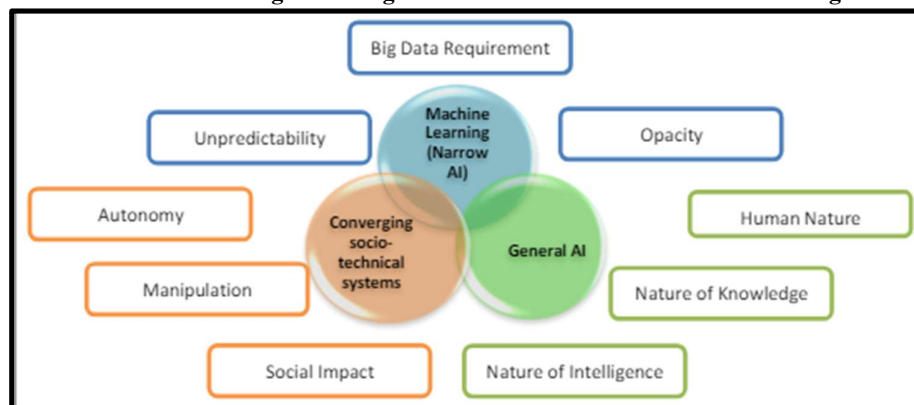 Big Data Requirement
Machine
Learning
(Narrow
AI)
Unpredictability
Opacity
Autonomy
Human Nature
Converging
socio-
technical
systems
General AI
Manipulation
Nature of Knowledge
Social Impact
Nature of Intelligence